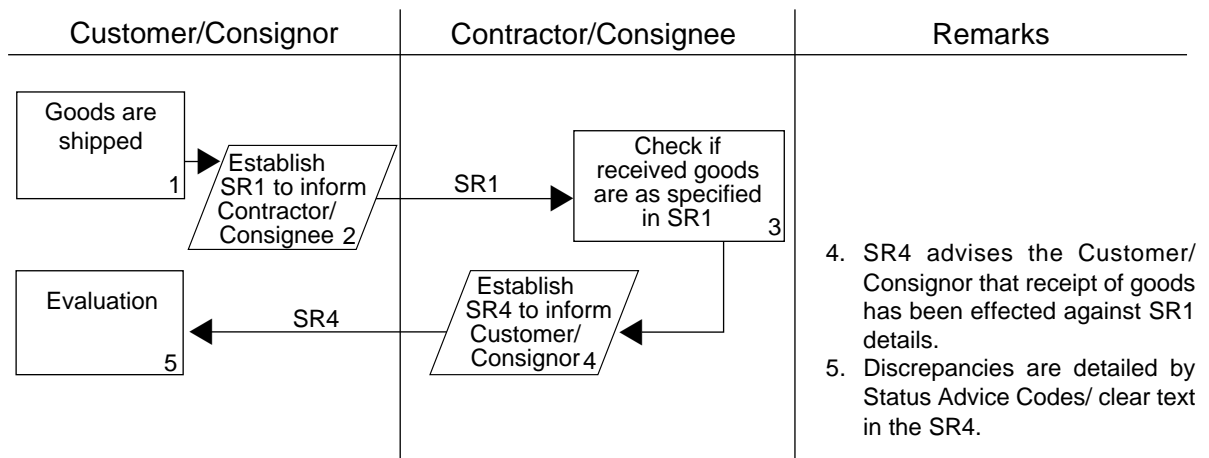 Customer/Consignor
Contractor/Consignee
Remarks
Goods are
shipped
1
Establish
SR1 to inform
Contractor/
Consignee 2
SR1
Check if
received goods
are as specified
in SR1
3
Establish
SR4 to inform
Customer/
Consignor 4
SR4
Evaluation
5
4. SR4 advises the Customer/
Consignor that receipt of goods
has been effected against SR1
details.
5. Discrepancies are detailed by
Status Advice Codes/ clear text
in the SR4.